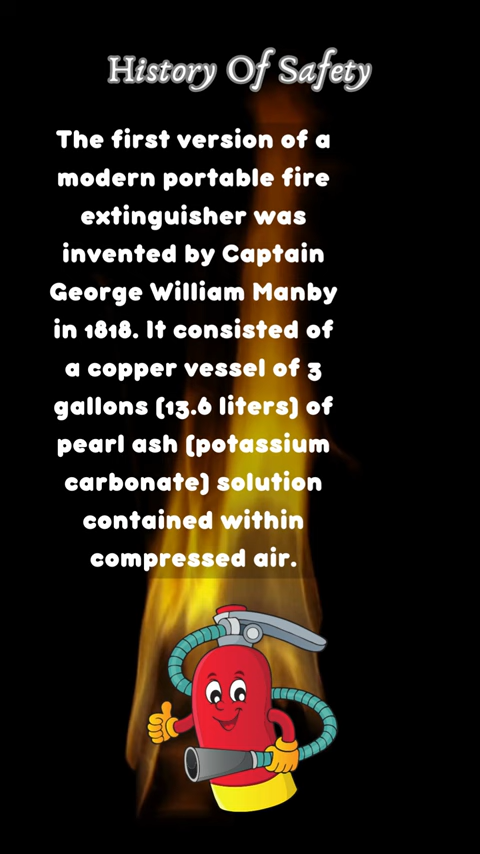 History Of Safety
The first version of a
modern portable fire
extinguisher was
invented by Captain
George William Manby
in 1818. It consisted of
a copper vessel of 3
gallons (13.6 liters) of
pearl ash (potassium
carbonate) solution
contained within
compressed air.